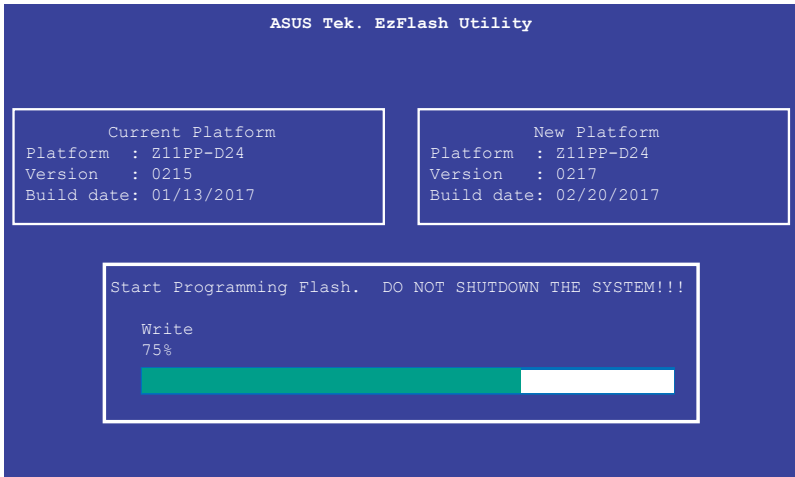 ASUS Tek. EzFlash Utility
Current Platform
Platform : Z11PP-D24
Version : 0215
Build date: 01/13/2017
New Platform
Platform : Z11PP-D24
Version : 0217
Build date: 02/20/2017
Start Programming Flash. DO NOT SHUTDOWN THE SYSTEM!!!
Write
75%